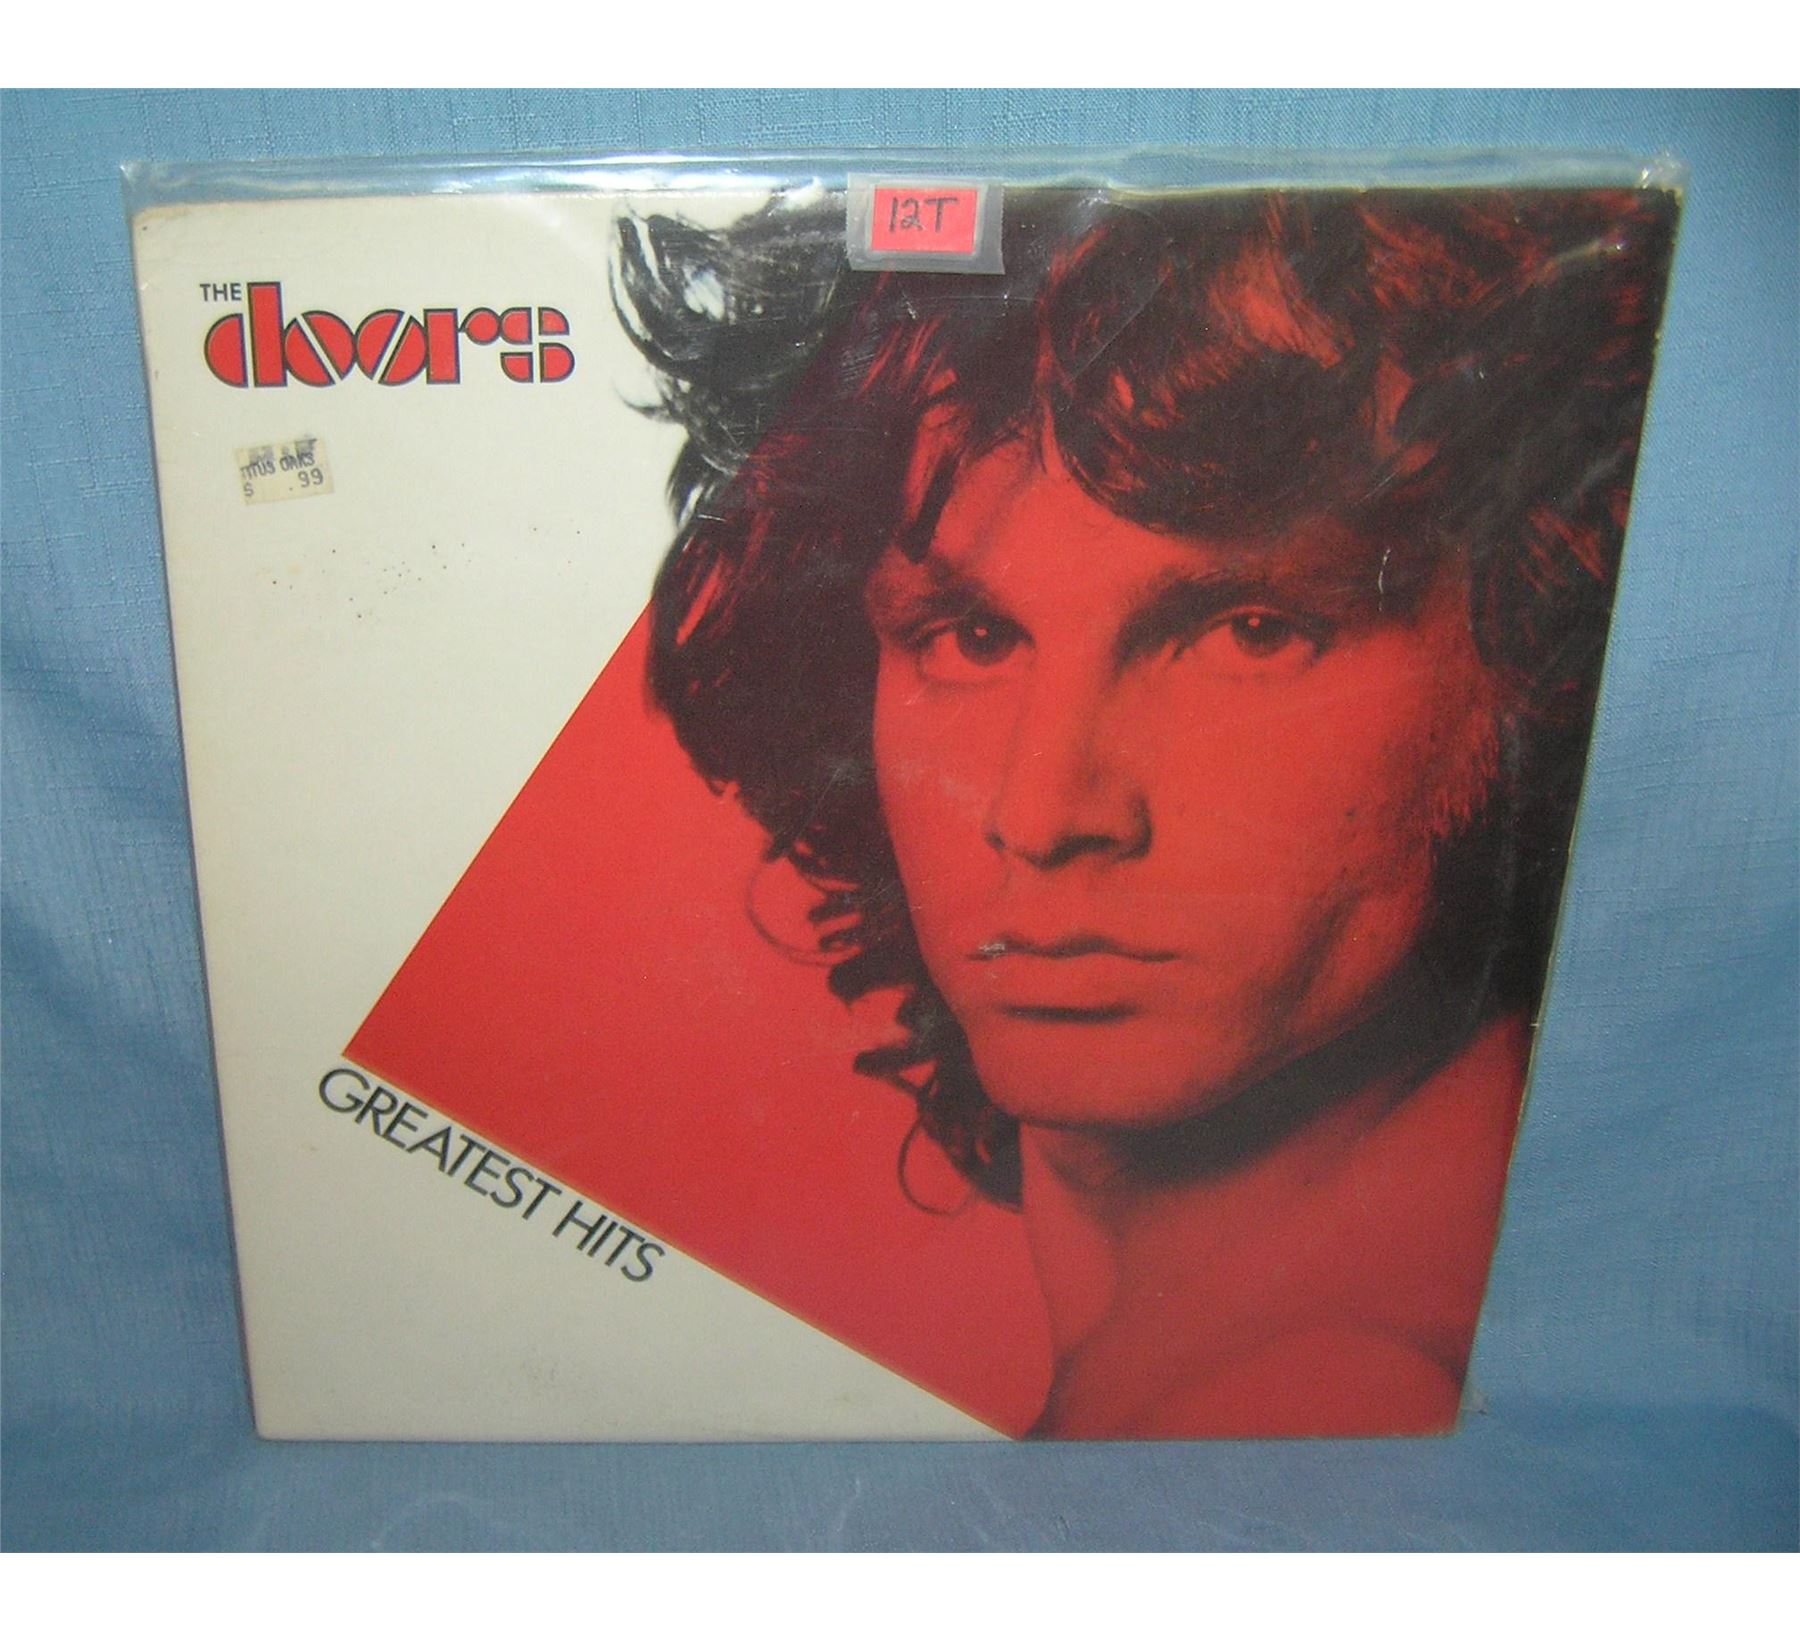 12T
THE
doors
TITUS OAKS
$ .99
GREATEST HITS